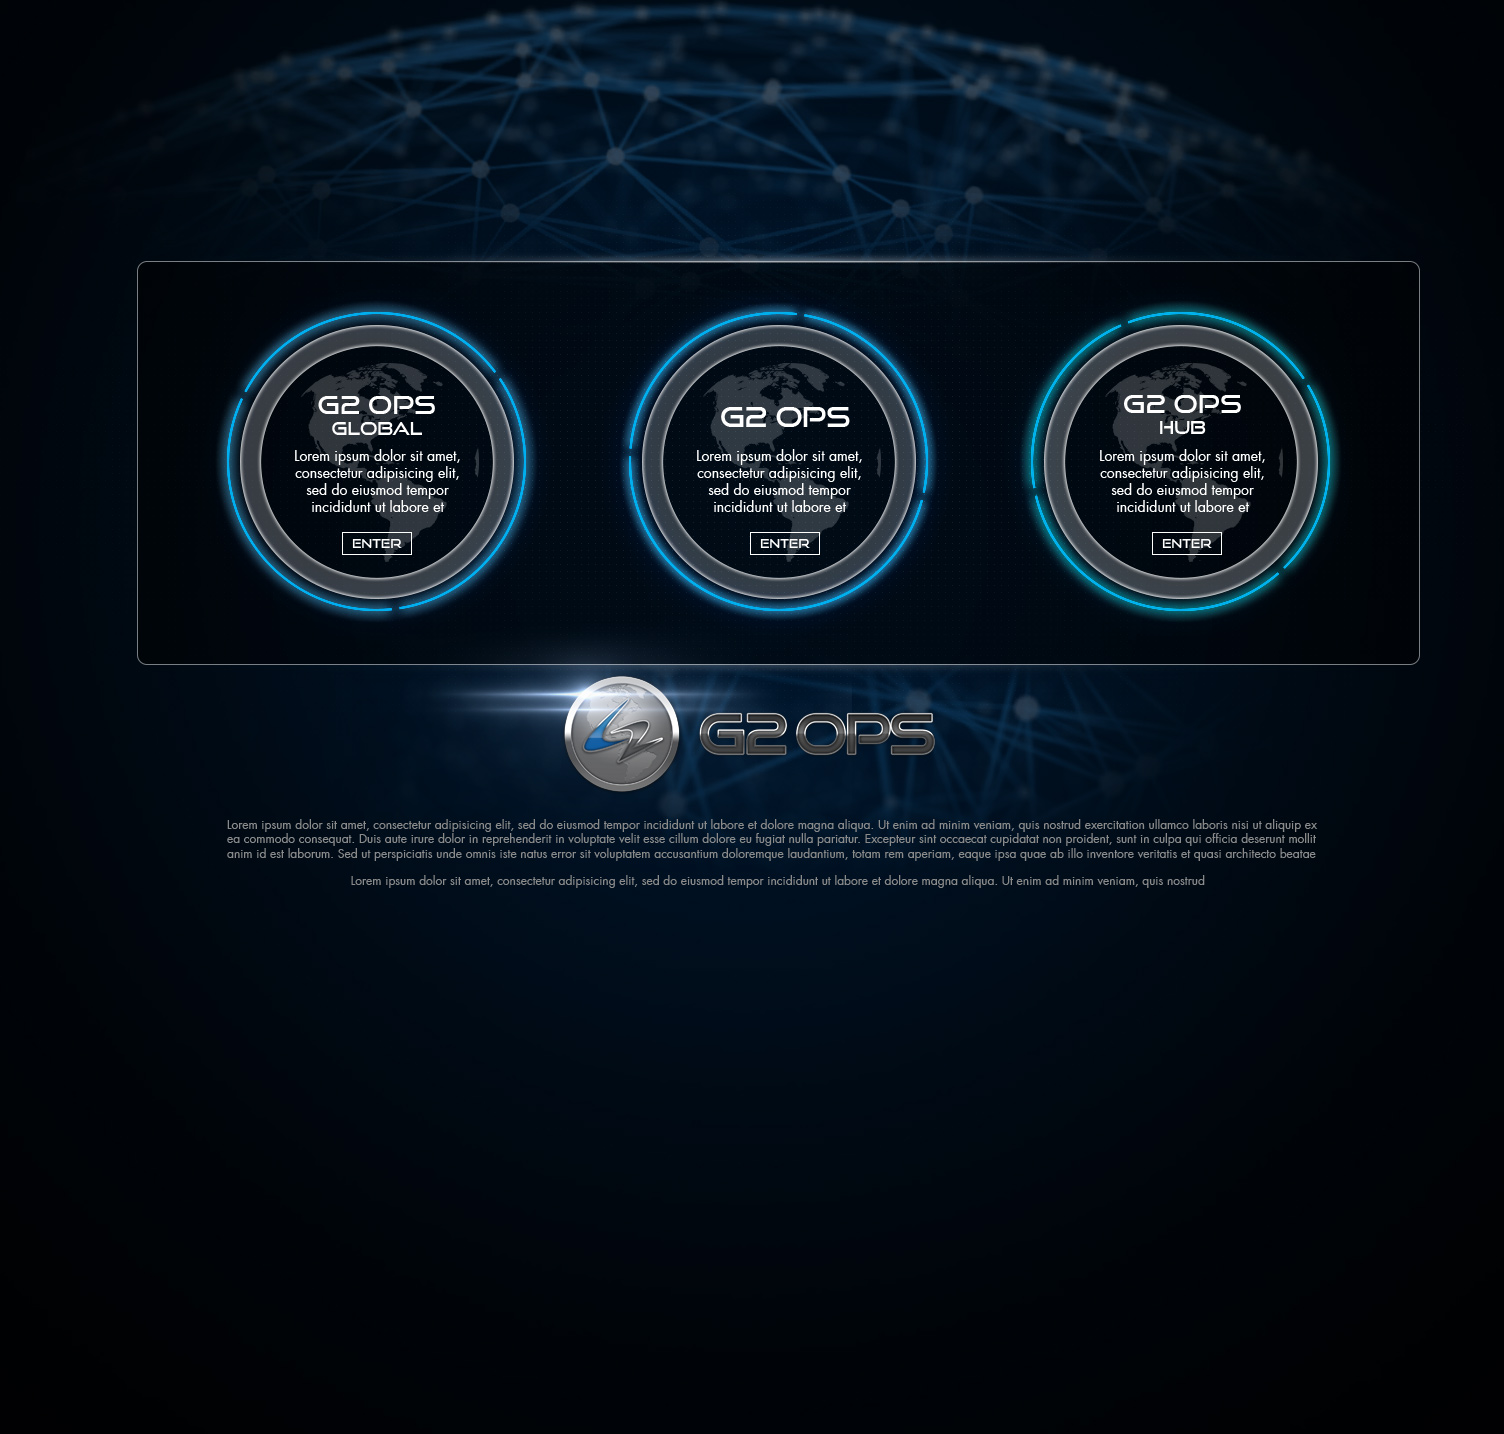 G2 OPS
GLOBAL
Lorem ipsum dolor sit amet,
consectetur adipisicing elit,
sed do eiusmod tempor
incididunt ut labore et
ENTER
G2 OPS
Lorem ipsum dolor sit amet,
consectetur adipisicing elit,
sed do eiusmod tempor
incididunt ut labore et
ENTER
G2 OPS
HUB
Lorem ipsum dolor sit amet,
consectetur adipisicing elit,
sed do eiusmod tempor
incididunt ut labore et
ENTER
G2 OPS
Lorem ipsum dolor sit amet, consectetur adipisicing elit, sed do eiusmod tempor incididunt ut labore et dolore magna aliqua. Ut enim ad minim veniam, quis nostrud exercitation ullamco laboris nisi ut aliquip ex
ea commodo consequat. Duis aute irure dolor in reprehenderit in voluptate velit esse cillum dolore eu fugiat nulla pariatur. Excepteur sint occaecat cupidatat non proident, sunt in culpa qui officia deserunt mollit
anim id est laborum. Sed ut perspiciatis unde omnis iste natus error sit voluptatem accusantium doloremque laudantium, totam rem aperiam, eaque ipsa quae ab illo inventore veritatis et quasi architecto beatae
Lorem ipsum dolor sit amet, consectetur adipisicing elit, sed do eiusmod tempor incididunt ut labore et dolore magna aliqua. Ut enim ad minim veniam, quis nostrud